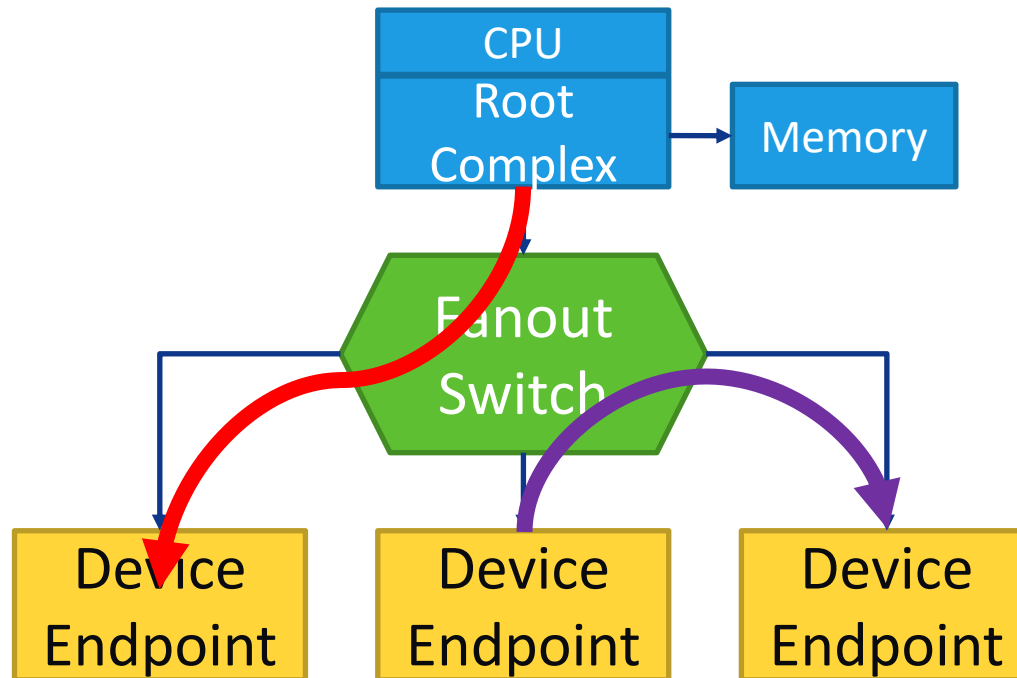 CPU
Root
Complex
Memory
Fanout
Switch
Device
Endpoint
Device
Endpoint
Device
Endpoint